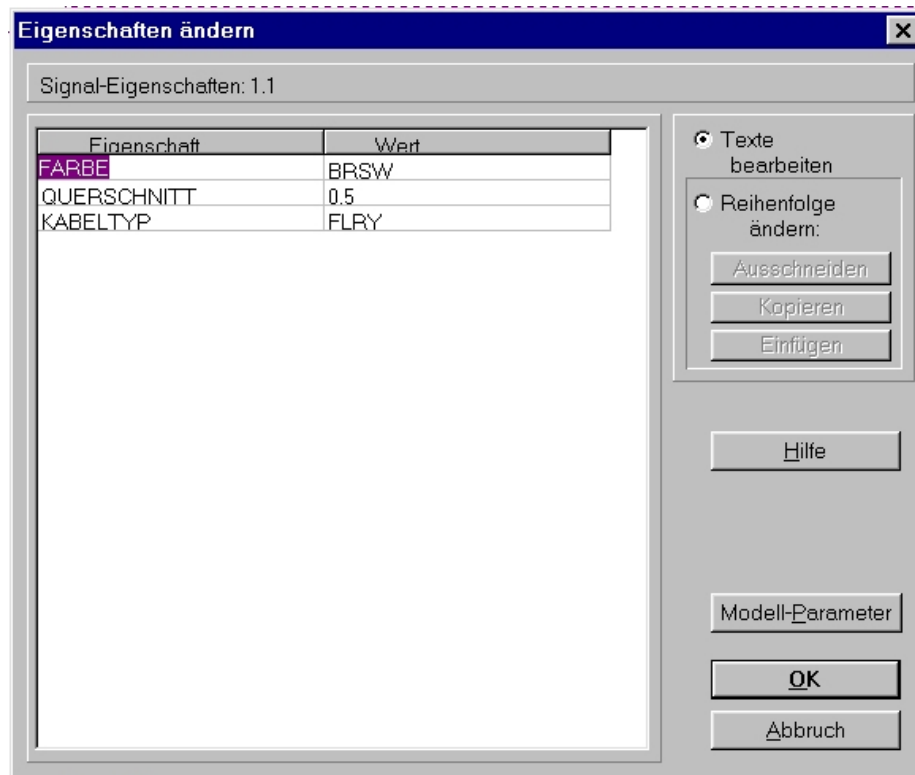 Eigenschaften ändern
Signal-Eigenschaften: 1.1
Eigenschaft Wert
FARBE BRSW
QUERSCHNITT 0.5
KABELTYP FLRY
Texte
bearbeiten
Reihenfolge
ändern:
Ausschneiden
Kopieren
Einfügen
Hilfe
Modell-Parameter
OK
Abbruch